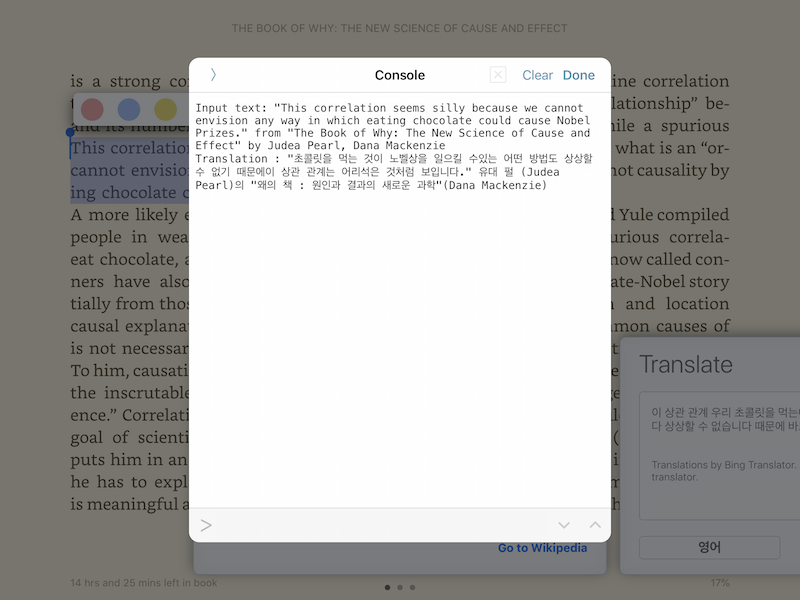 THE BOOK OF WHY: THE NEW SCIENCE OF CAUSE AND EFFECT
Console
Clear Done
Input text: "This correlation seems silly because we cannot
envision any way in which eating chocolate could cause Nobel
Prizes." from "The Book of Why: The New Science of Cause and
Effect" by Judea Pearl, Dana Mackenzie
Translation : "초콜릿을 먹는 것이 노벨상을 일으킬 수있는 어떤 방법도 상상할
수 없기 때문에이 상관 관계는 어리석은 것처럼 보입니다." 유대 펄 (Judea
Pearl)의 "왜의 책 : 원인과 결과의 새로운 과학"(Dana Mackenzie)
>
is a strong co
and its numbe
This correlation
cannot envisio
ing chocolate c
A more likely e
people in wea
eat chocolate, a
ners have also
tially from thos
causal explana
is not necessar
To him, causati
the inscrutable
ence.” Correlati
goal of scienti
puts him in an
he has to expl
is meaningful a
ine correlation
lationship” be-
hile a spurious
what is an “or-
not causality by
d Yule compiled
urious correla-
now called con-
ate-Nobel story
n and location
mmon causes of
Translate
이 상관 관계 우리 초콜릿을 먹는
다 상상할 수 없습니다 때문에 바
Translations by Bing Translator.
translator.
영어
Go to Wikipedia
14 hrs and 25 mins left in book
17%